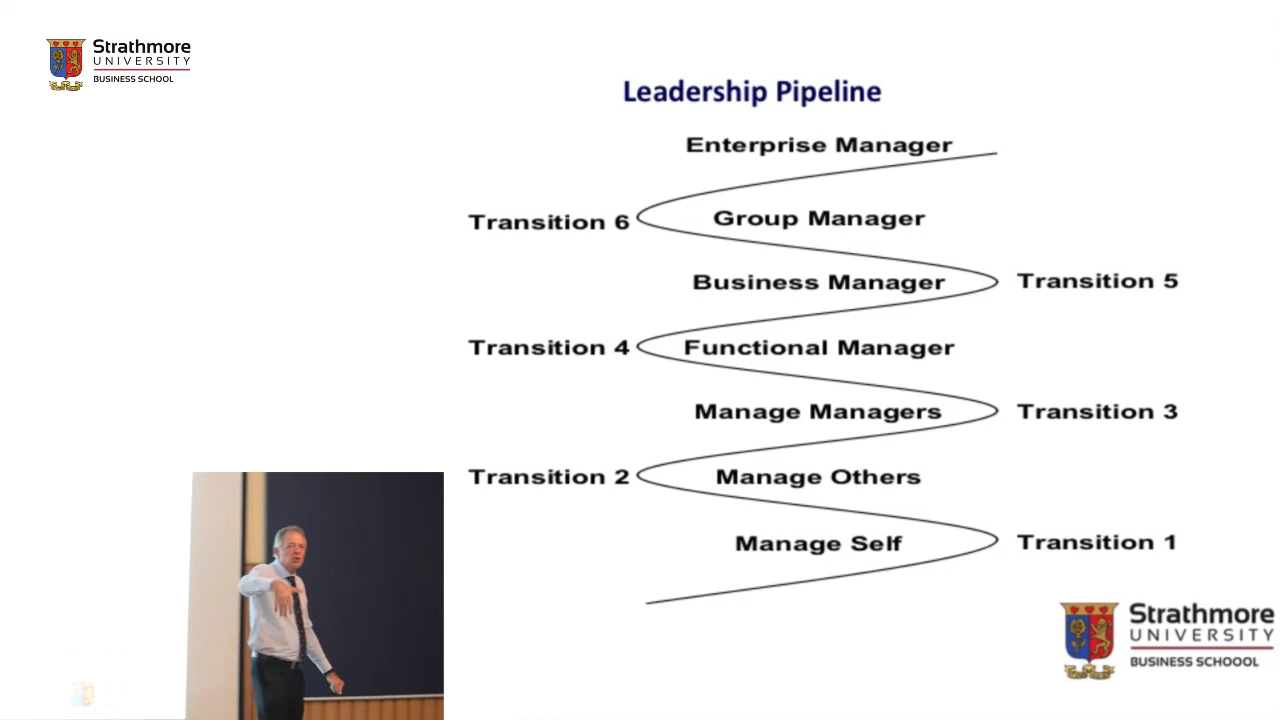 Strathmore
UNIVERSITY
BUSINESS SCHOOL
Leadership Pipeline
Enterprise Manager
Transition 6
Group Manager
Business Manager
Transition 5
Transition 4
Functional Manager
Manage Managers
Transition 3
Transition 2
Manage Others
Manage Self
Transition 1
Strathmore
UNIVERSITY
BUSINESS SCHOOOL